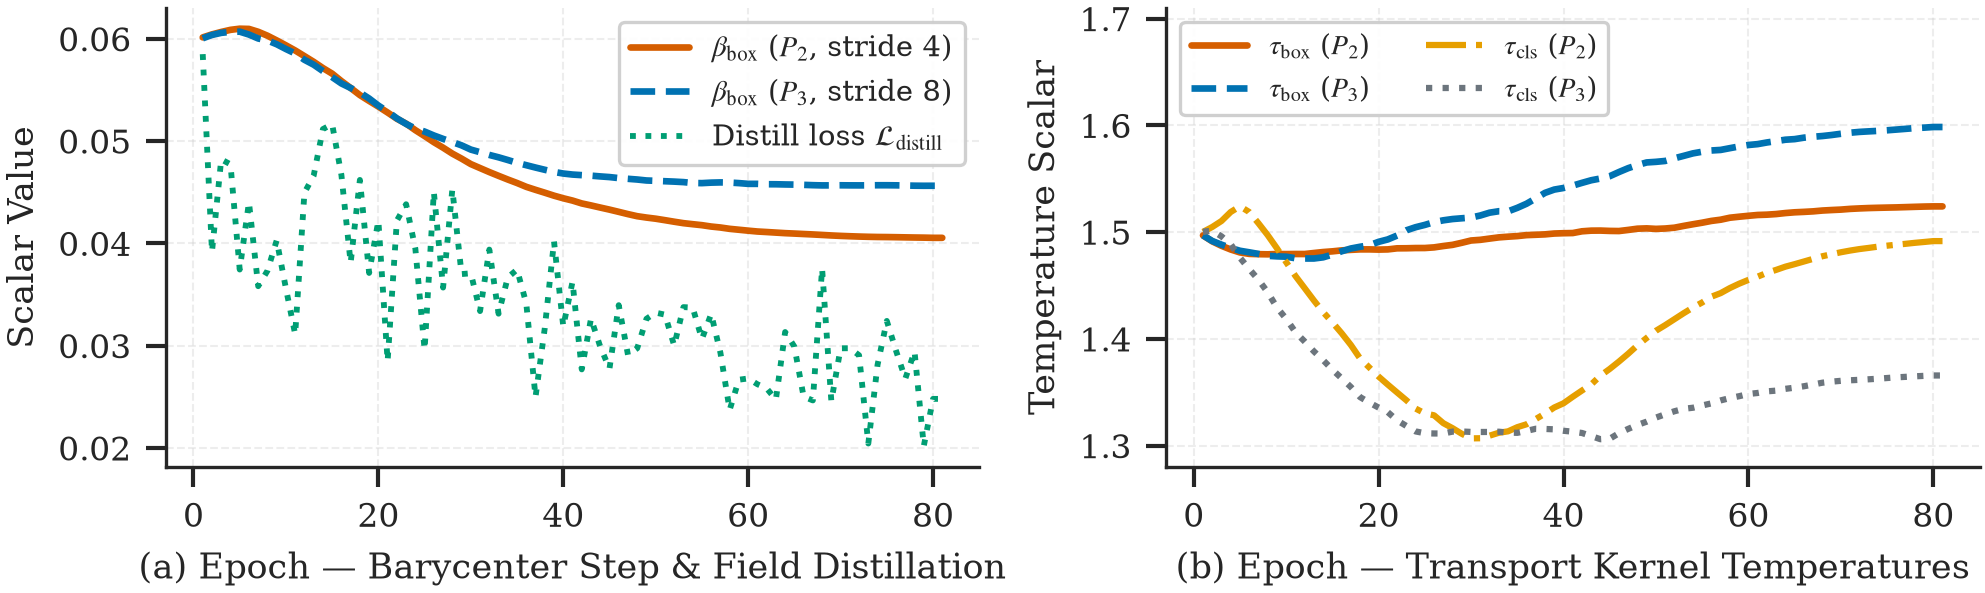 Scalar Value
0.06
0.05
0.04
0.03
0.02
β_box (P_2, stride 4)
β_box (P_3, stride 8)
Distill loss ℒ_distill
0
20
40
60
80
(a) Epoch — Barycenter Step & Field Distillation
Temperature Scalar
1.7
1.6
1.5
1.4
1.3
τ_box (P_2)
τ_box (P_3)
τ_cls (P_2)
τ_cls (P_3)
0
20
40
60
80
(b) Epoch — Transport Kernel Temperatures